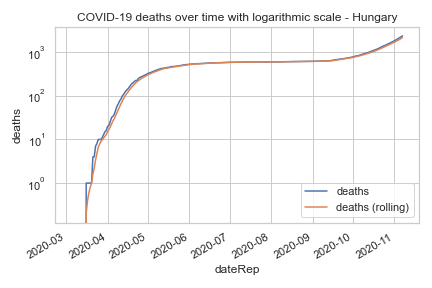 COVID-19 deaths over time with logarithmic scale - Hungary
deaths
10³
10²
10¹
10⁰
deaths
deaths (rolling)
2020-03
2020-04
2020-05
2020-06
2020-07
2020-08
2020-09
2020-10
2020-11
dateRep